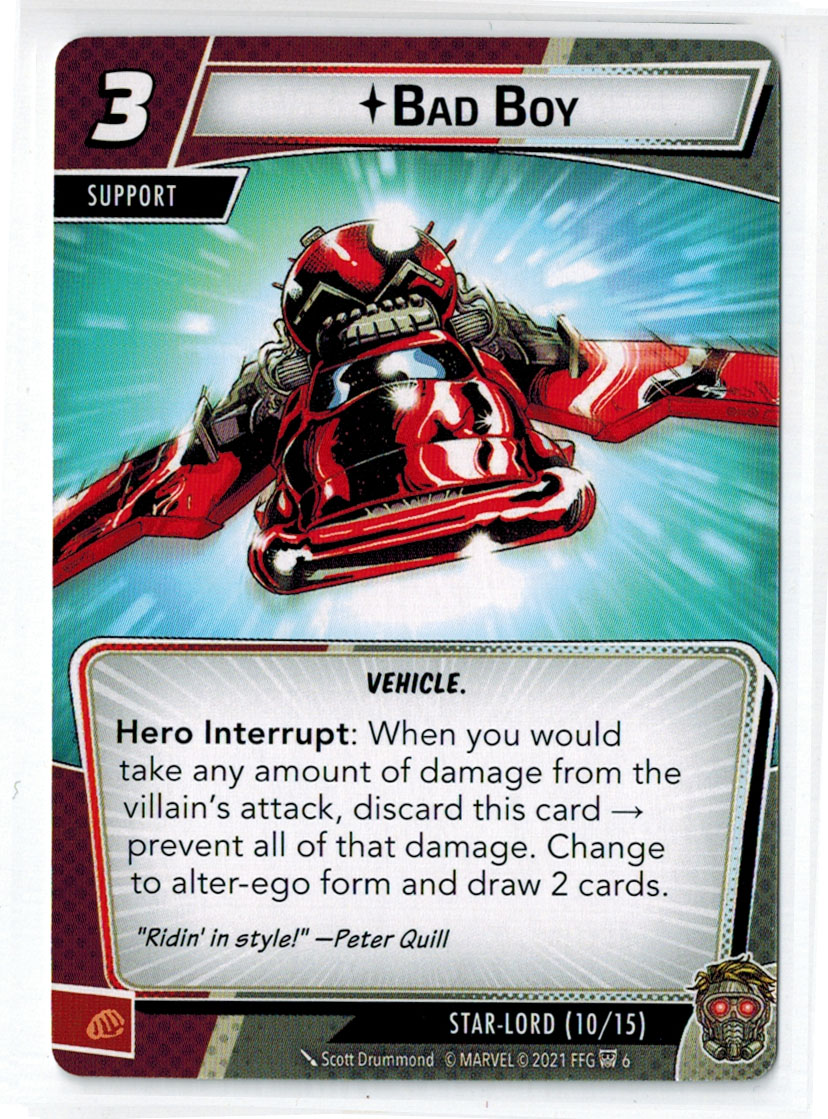 3
BAD BOY
SUPPORT
VEHICLE.
Hero Interrupt: When you would
take any amount of damage from the
villain's attack, discard this card →
prevent all of that damage. Change
to alter-ego form and draw 2 cards.
"Ridin' in style!" —Peter Quill
STAR-LORD (10/15)
Scott Drummond © MARVEL © 2021 FFG 6